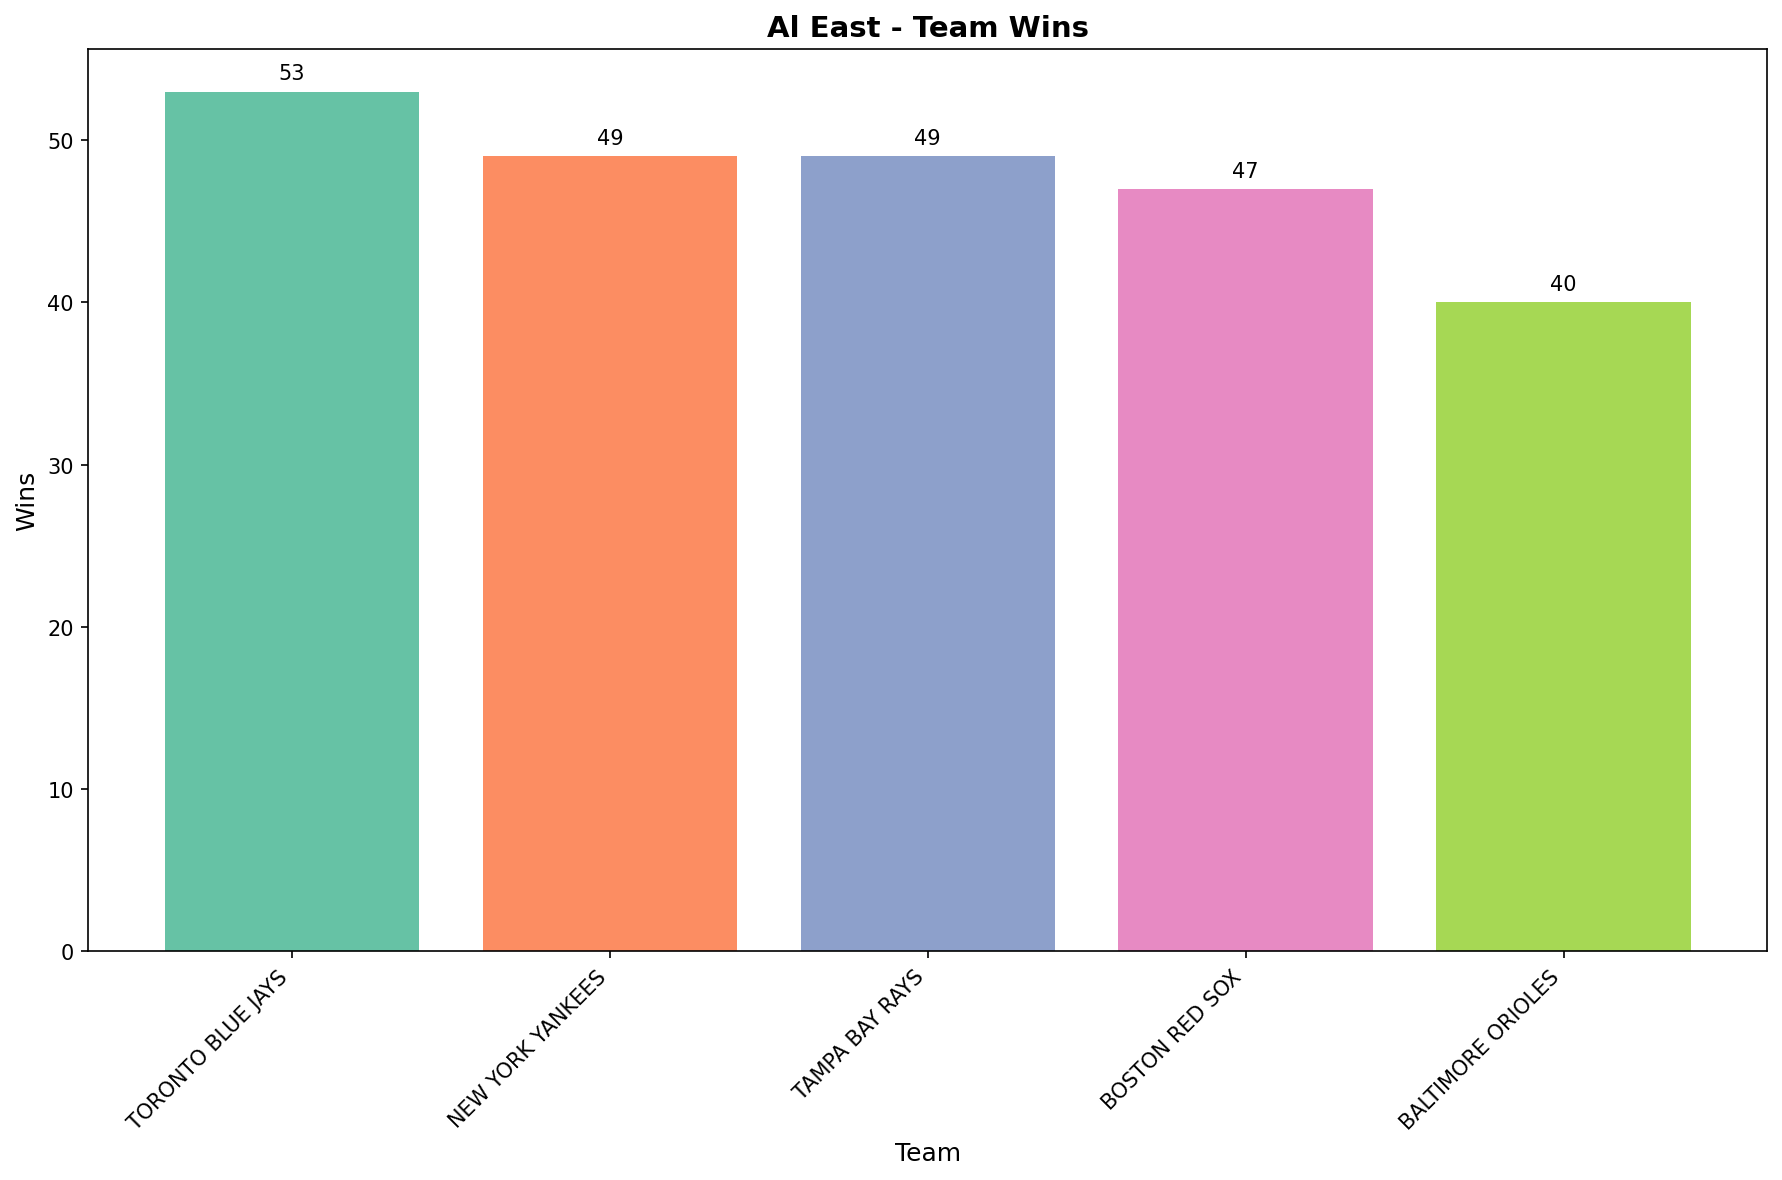 Al East - Team Wins
53
49
49
47
40
50
40
30
20
10
0
Wins
TORONTO BLUE JAYS
NEW YORK YANKEES
TAMPA BAY RAYS
BOSTON RED SOX
BALTIMORE ORIOLES
Team